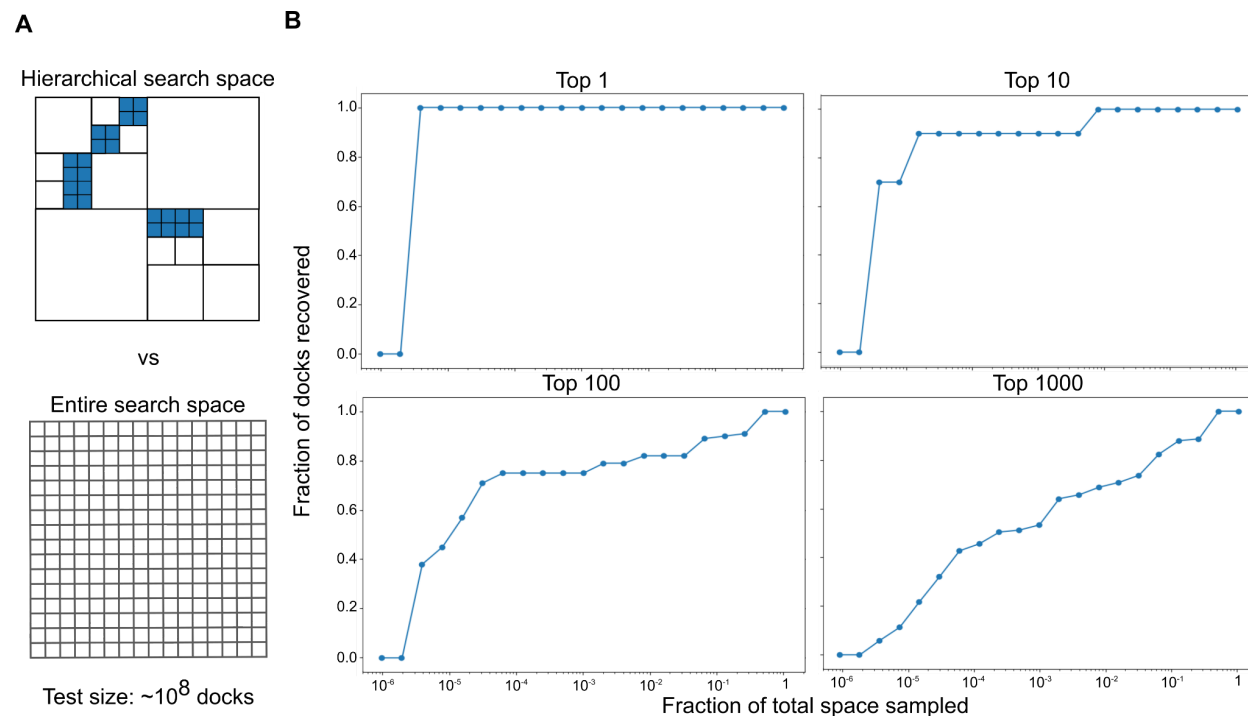 A
B
Hierarchical search space
vs
Entire search space
Test size: ~10^8 docks
Fraction of docks recovered
Top 1
1.0
0.8
0.6
0.4
0.2
0.0
Top 10
Top 100
1.0
0.8
0.6
0.4
0.2
0.0
10^-6
10^-5
10^-4
10^-3
10^-2
10^-1
1
Top 1000
10^-6
10^-5
10^-4
10^-3
10^-2
10^-1
1
Fraction of total space sampled